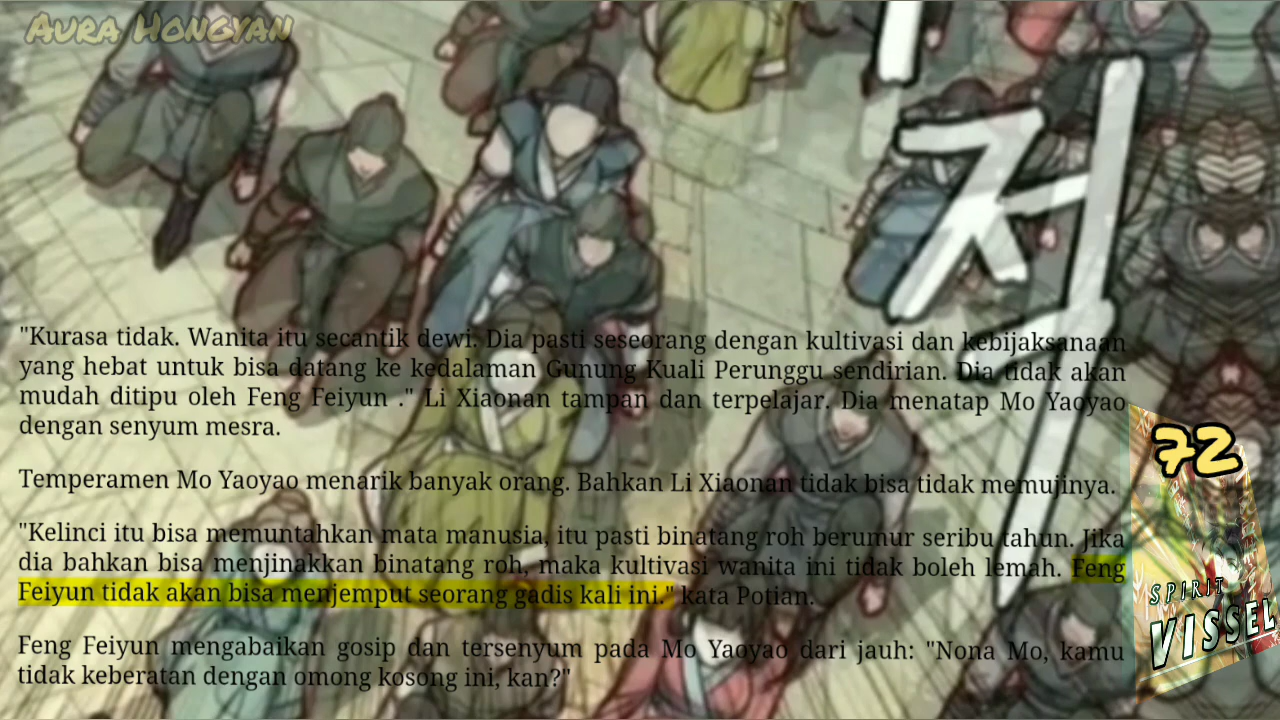 Aura Hongyan
"Kurasa tidak. Wanita itu secantik dewi. Dia pasti seseorang dengan kultivasi dan kebijaksanaan
yang hebat untuk bisa datang ke kedalaman Gunung Kuali Perunggu sendirian. Dia tidak akan
mudah ditipu oleh Feng Feiyun ." Li Xiaonan tampan dan terpelajar. Dia menatap Mo Yaoyao
dengan senyum mesra.
Temperamen Mo Yaoyao menarik banyak orang. Bahkan Li Xiaonan tidak bisa tidak memujinya.
"Kelinci itu bisa memuntahkan mata manusia, itu pasti binatang roh berumur seribu tahun. Jika
dia bahkan bisa menjinakkan binatang roh, maka kultivasi wanita ini tidak boleh lemah. Feng
Feiyun tidak akan bisa menjemput seorang gadis kali ini." kata Potian.
Feng Feiyun mengabaikan gosip dan tersenyum pada Mo Yaoyao dari jauh: "Nona Mo, kamu
tidak keberatan dengan omong kosong ini, kan?"
72
SPIRIT
VISSEL